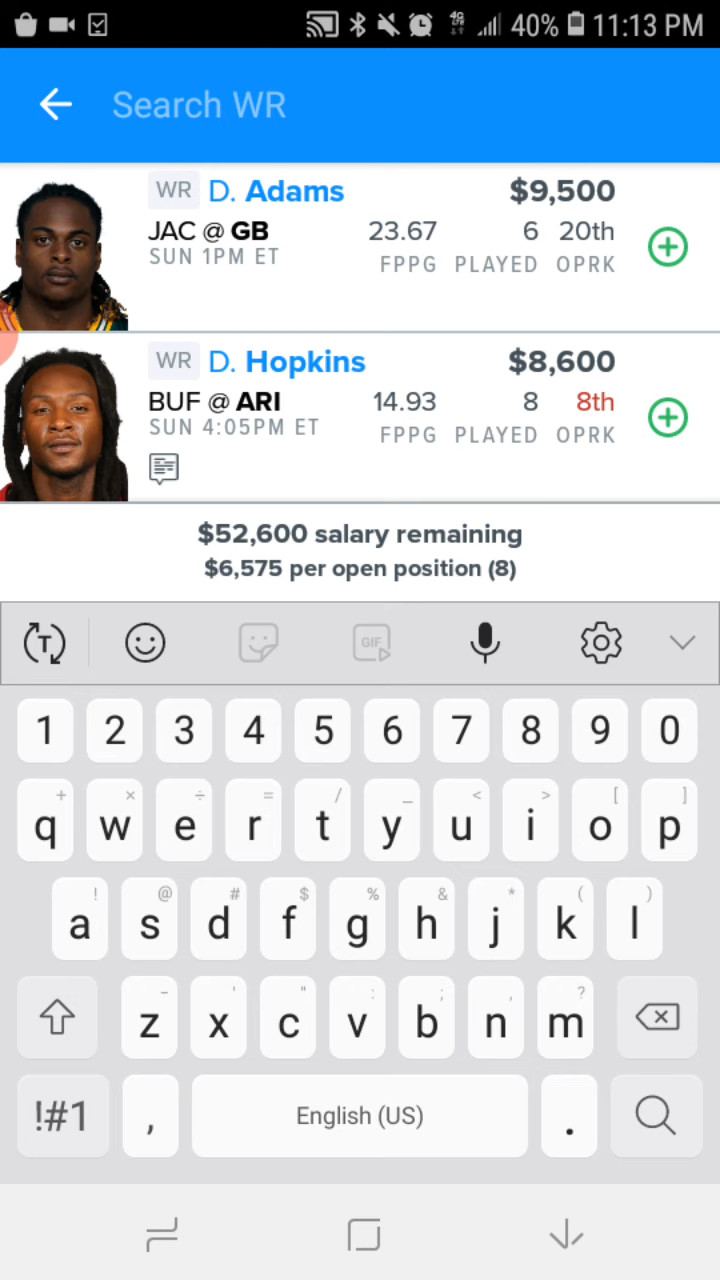 4G LTE 40% 11:13 PM
Search WR
WR D. Adams $9,500
JAC @ GB 23.67 6 20th
SUN 1PM ET FPPG PLAYED OPRK
WR D. Hopkins $8,600
BUF @ ARI 14.93 8 8th
SUN 4:05PM ET FPPG PLAYED OPRK
$52,600 salary remaining
$6,575 per open position (8)
T GIF
1 2 3 4 5 6 7 8 9 0
+ × ÷ = / _ < > [ ]
q w e r t y u i o p
! @ # $ % & * ( )
a s d f g h j k l
- ' " : ; , ?
z x c v b n m
!#1 , English (US) .